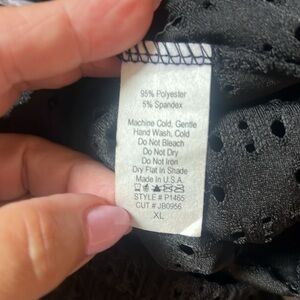 95% Polyester
5% Spandex
Machine Cold, Gentle
Hand Wash, Cold
Do Not Bleach
Do Not Dry
Do Not Iron
Dry Flat in Shade
Made In U.S.A.
STYLE # P1465
CUT # JB0956
XL